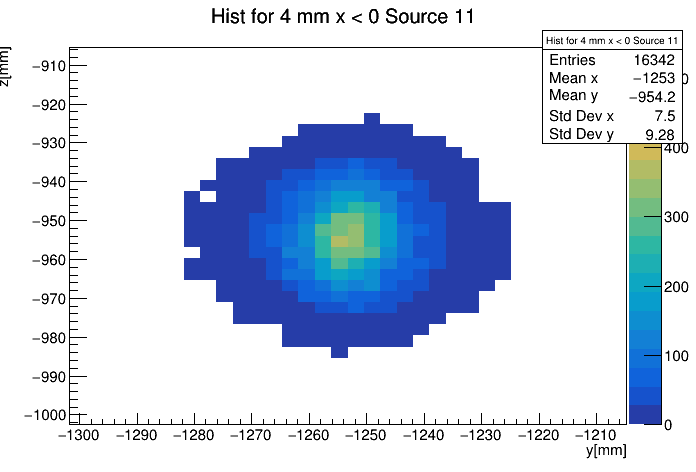 Hist for 4 mm x < 0 Source 11
z[mm]
Hist for 4 mm x < 0 Source 11
Entries 16342
Mean x −1253
Mean y −954.2
Std Dev x 7.5
Std Dev y 9.28
−910
−920
−930
−940
−950
−960
−970
−980
−990
−1000
400
300
200
100
0
−1300 −1290 −1280 −1270 −1260 −1250 −1240 −1230 −1220 −1210
y[mm]